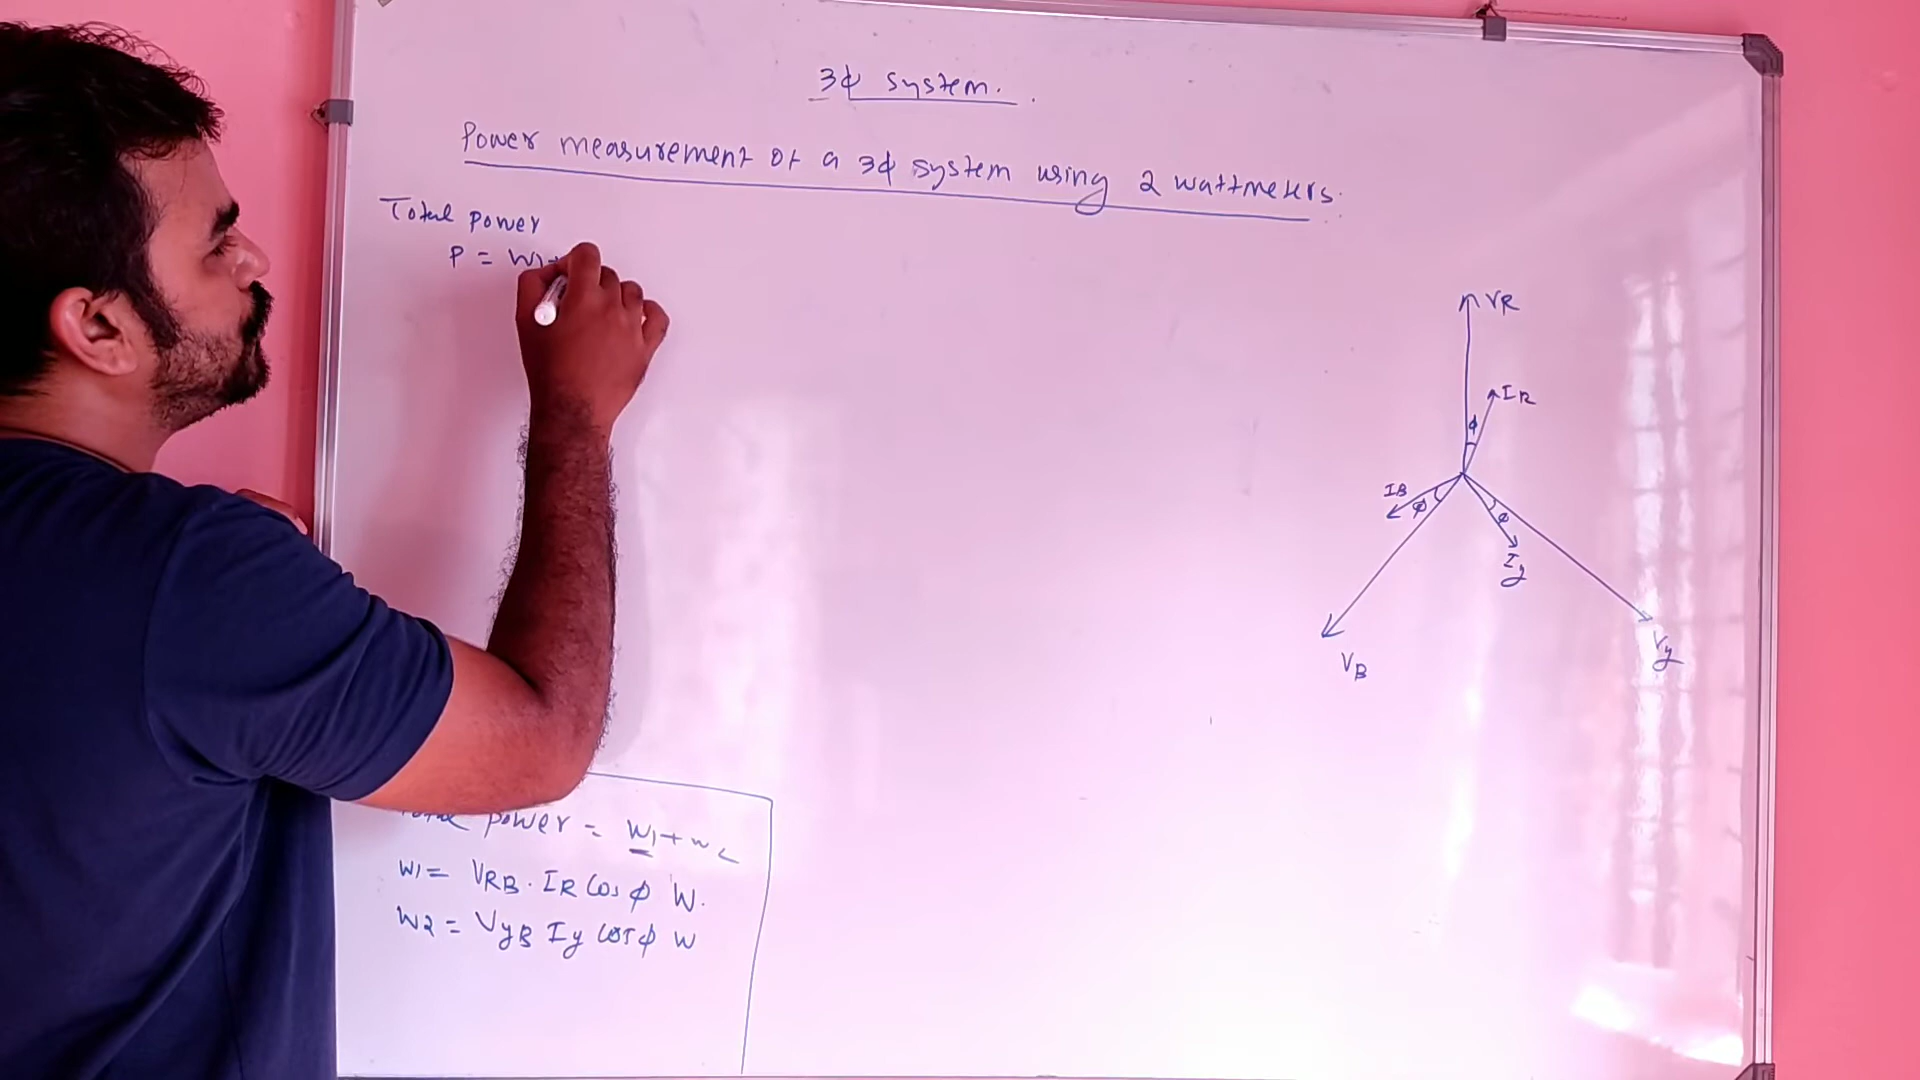 3ϕ system.
Power measurement of a 3ϕ system using 2 wattmeters.
Total power
P = W1+
VR
IR
ϕ
IB
ϕ
ϕ
Iy
VB
Vy
Total power = W1+W2
W1= VRB. IR Cos ϕ W.
W2= VyB Iy cos ϕ W